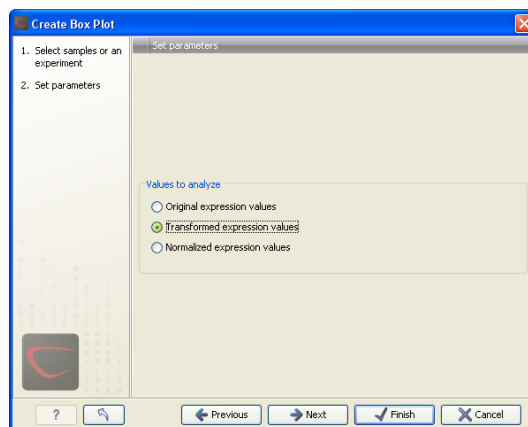 Create Box Plot
1. Select samples or an
experiment
2. Set parameters
Set parameters
Values to analyze
Original expression values
Transformed expression values
Normalized expression values
?
Previous
Next
Finish
Cancel